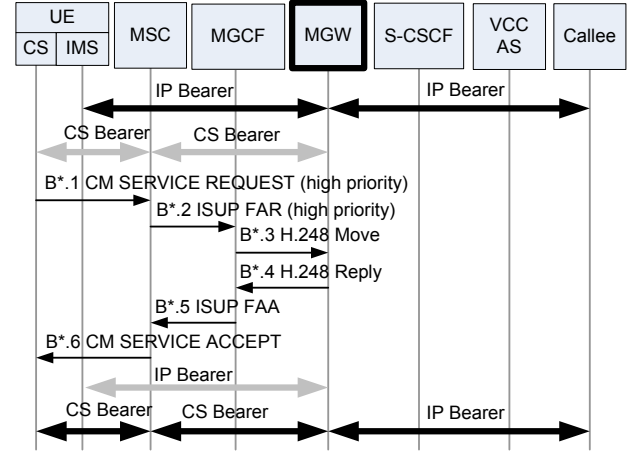 UE
CS IMS
MSC
MGCF
MGW
S-CSCF
VCC
AS
Callee
IP Bearer
IP Bearer
CS Bearer
CS Bearer
B*.1 CM SERVICE REQUEST (high priority)
B*.2 ISUP FAR (high priority)
B*.3 H.248 Move
B*.4 H.248 Reply
B*.5 ISUP FAA
B*.6 CM SERVICE ACCEPT
IP Bearer
CS Bearer
CS Bearer
IP Bearer